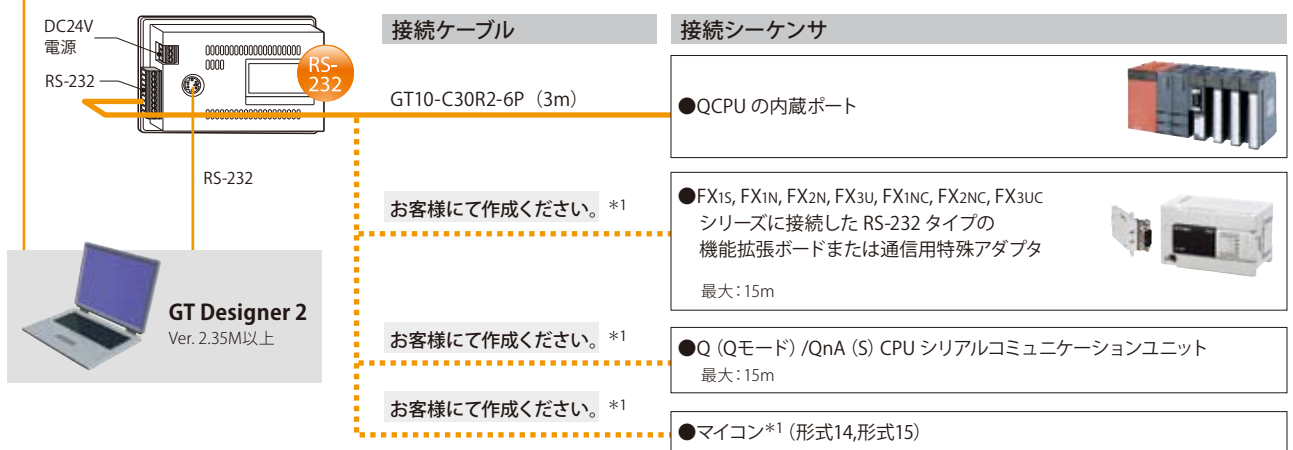 DC24V
電源
RS-232
RS-
232
RS-232
GT Designer 2
Ver. 2.35M以上
接続ケーブル
接続シーケンサ
GT10-C30R2-6P（3m）
●QCPU の内蔵ポート
お客様にて作成ください。*1
●FX1S, FX1N, FX2N, FX3U, FX1NC, FX2NC, FX3UC
シリーズに接続した RS-232 タイプの
機能拡張ボードまたは通信用特殊アダプタ
最大：15m
お客様にて作成ください。*1
●Q（Qモード）/QnA（S）CPU シリアルコミュニケーションユニット
最大：15m
お客様にて作成ください。*1
●マイコン*1（形式14,形式15）